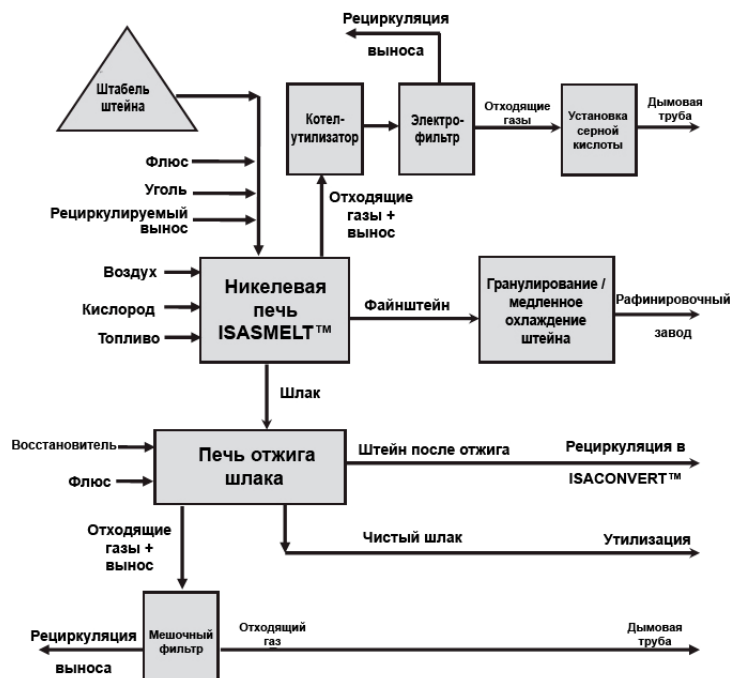 Рециркуляция
выноса
Штабель
штейна
Котел-
утилизатор
Электро-
фильтр
Отходящие
газы
Установка
серной
кислоты
Дымовая
труба
Флюс
Уголь
Рециркулируемый
вынос
Отходящие
газы +
вынос
Воздух
Кислород
Топливо
Никелевая
печь
ISASMELT™
Файнштейн
Гранулирование /
медленное
охлаждение
штейна
Рафинировочный
завод
Шлак
Восстановитель
Флюс
Печь отжига
шлака
Штейн после отжига
Рециркуляция в
ISACONVERT™
Отходящие
газы +
вынос
Чистый шлак
Утилизация
Рециркуляция
выноса
Мешочный
фильтр
Отходящий
газ
Дымовая
труба